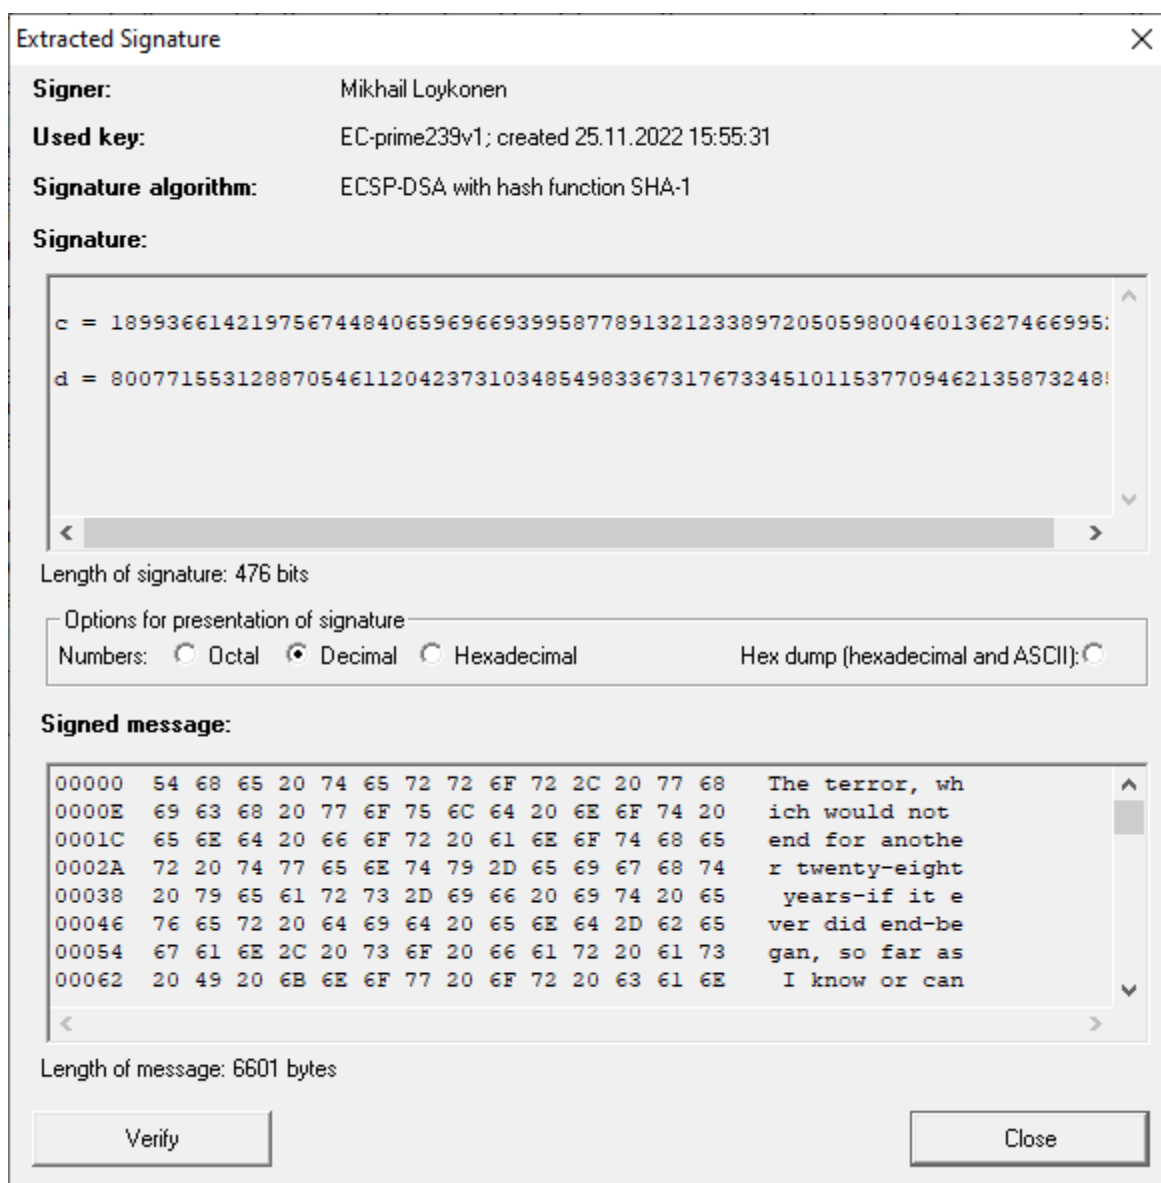 Extracted Signature
Signer: Mikhail Loykonen
Used key: EC-prime239v1; created 25.11.2022 15:55:31
Signature algorithm: ECSP-DSA with hash function SHA-1
Signature:
c = 189936614219756744840659696693995877891321233897205059800460136274669952
d = 800771553128870546112042373103485498336731767334510115377094621358732485
Length of signature: 476 bits
Options for presentation of signature
Numbers: Octal Decimal Hexadecimal Hex dump (hexadecimal and ASCII):
Signed message:
00000 54 68 65 20 74 65 72 72 6F 72 2C 20 77 68 The terror, wh
0000E 69 63 68 20 77 6F 75 6C 64 20 6E 6F 74 20 ich would not
0001C 65 6E 64 20 66 6F 72 20 61 6E 6F 74 68 65 end for anothe
0002A 72 20 74 77 65 6E 74 79 2D 65 69 67 68 74 r twenty-eight
00038 20 79 65 61 72 73 2D 69 66 20 69 74 20 65 years-if it e
00046 76 65 72 20 64 69 64 20 65 6E 64 2D 62 65 ver did end-be
00054 67 61 6E 2C 20 73 6F 20 66 61 72 20 61 73 gan, so far as
00062 20 49 20 6B 6E 6F 77 20 6F 72 20 63 61 6E I know or can
Length of message: 6601 bytes
Verify Close